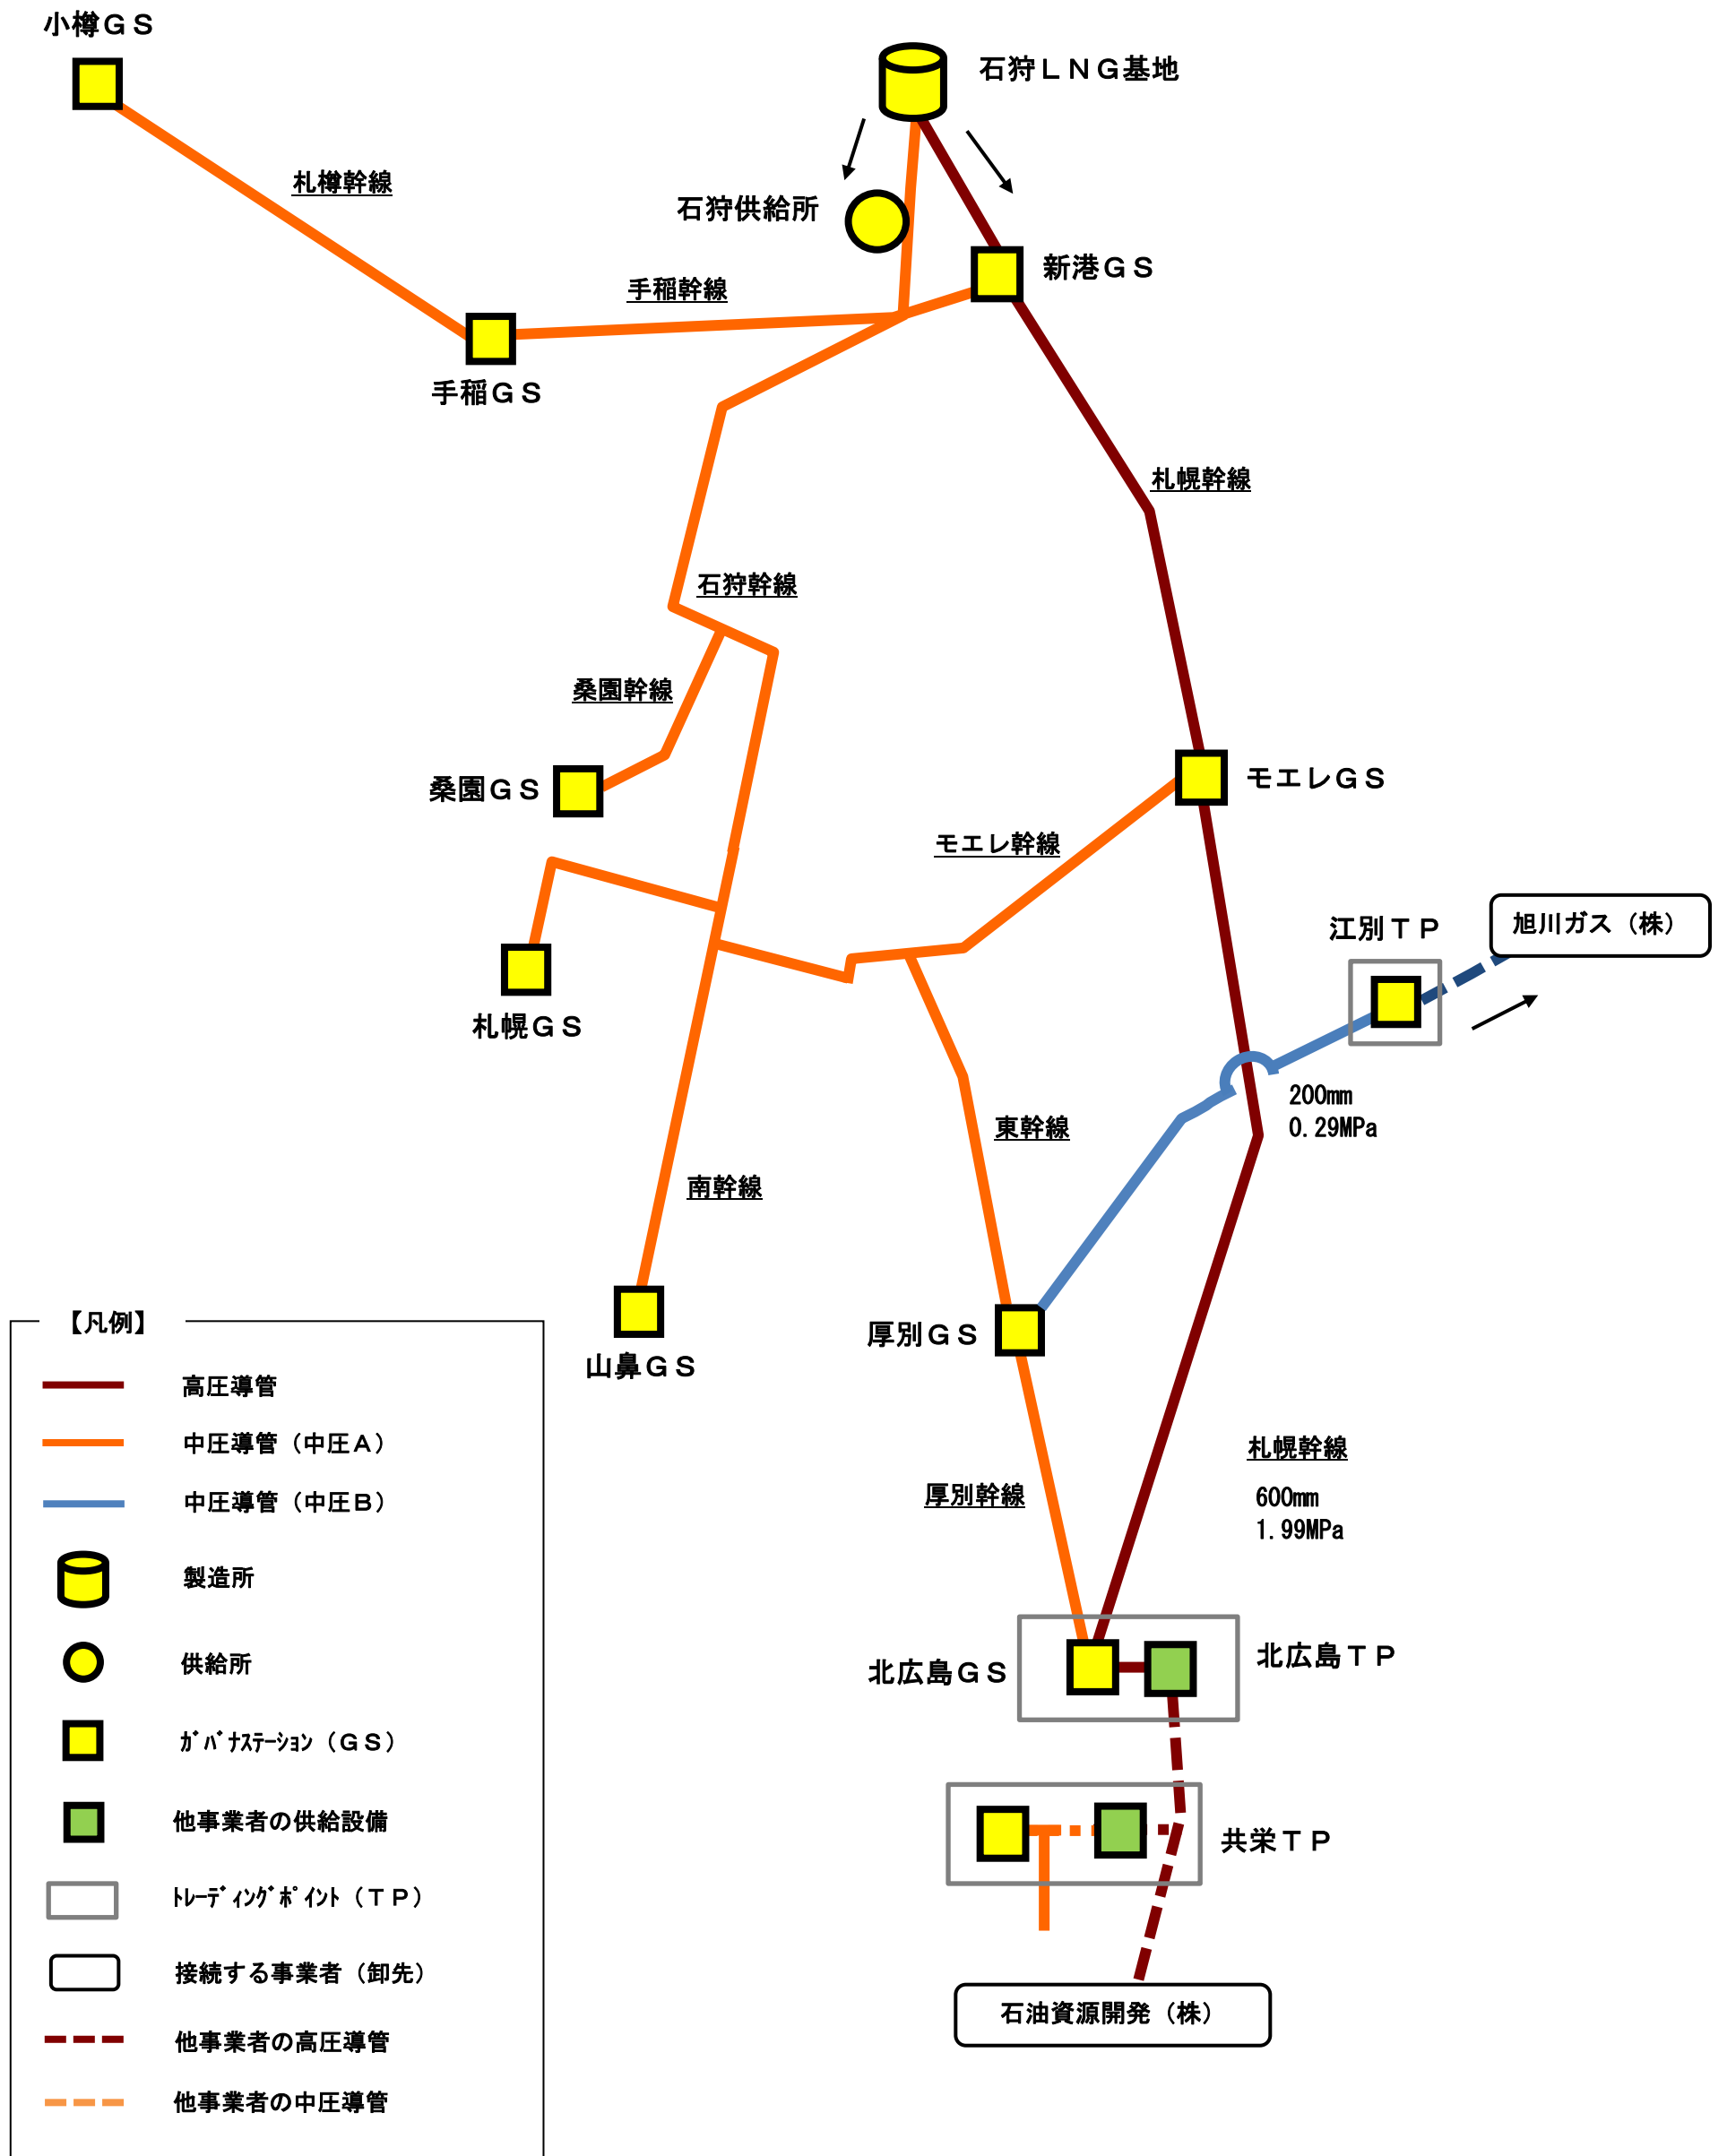 小樽ＧＳ
石狩ＬＮＧ基地
札樽幹線
石狩供給所
新港ＧＳ
手稲幹線
手稲ＧＳ
札幌幹線
石狩幹線
桑園幹線
桑園ＧＳ
モエレＧＳ
モエレ幹線
江別ＴＰ
旭川ガス（株）
札幌ＧＳ
200mm
0.29MPa
東幹線
南幹線
厚別ＧＳ
山鼻ＧＳ
札幌幹線
600mm
1.99MPa
厚別幹線
北広島ＧＳ
北広島ＴＰ
共栄ＴＰ
石油資源開発（株）
【凡例】
高圧導管
中圧導管（中圧Ａ）
中圧導管（中圧Ｂ）
製造所
供給所
ｶﾞﾊﾞﾅｽﾃｰｼｮﾝ（ＧＳ）
他事業者の供給設備
ﾄﾚｰﾃﾞｨﾝｸﾞﾎﾟｲﾝﾄ（ＴＰ）
接続する事業者（卸先）
他事業者の高圧導管
他事業者の中圧導管